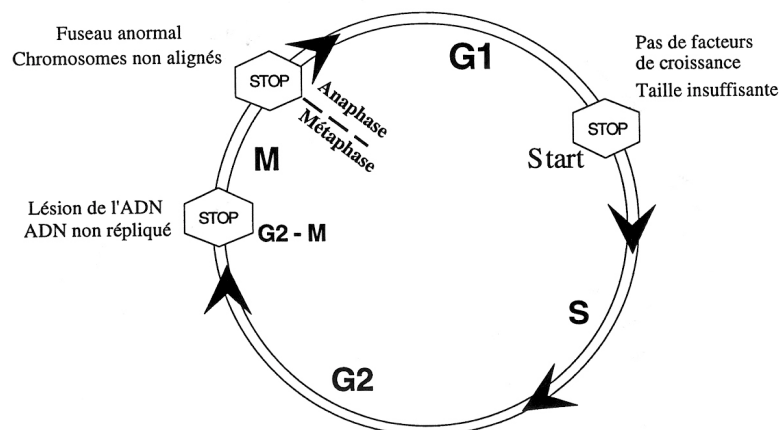 Fuseau anormal
Chromosomes non alignés
STOP
Anaphase
Métaphase
G1
Pas de facteurs
de croissance
Taille insuffisante
STOP
Start
M
Lésion de l'ADN
ADN non répliqué
STOP
G2 - M
S
G2